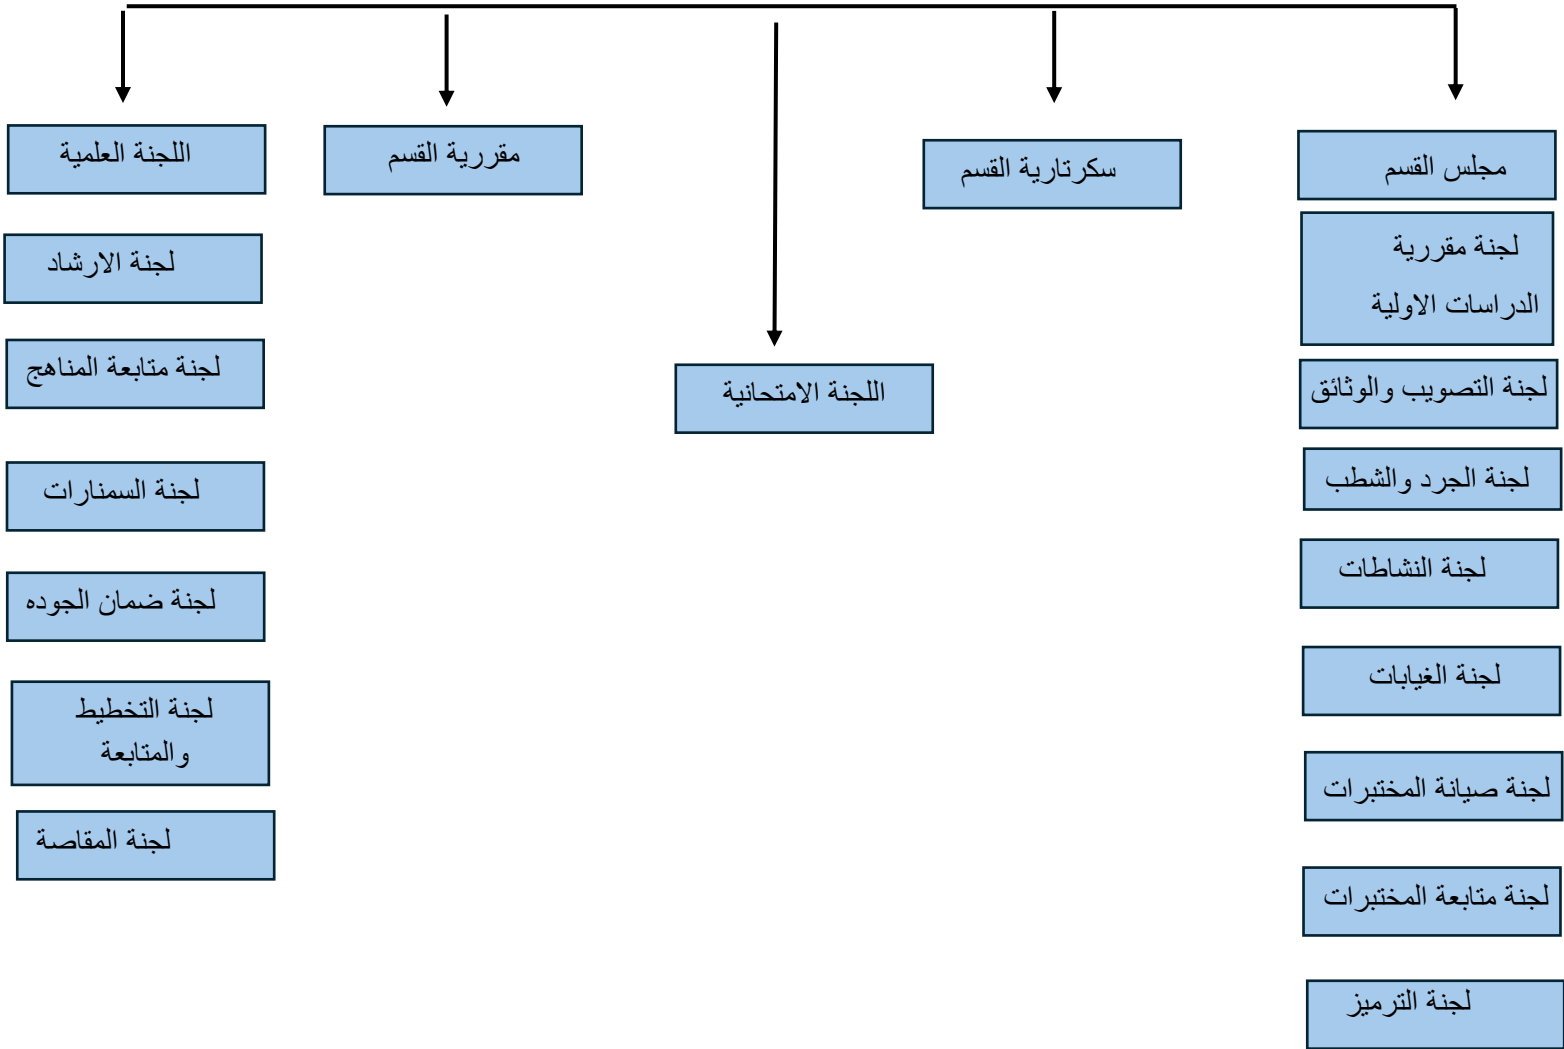 مجلس القسم
سكرتارية القسم
مقررية القسم
اللجنة العلمية
لجنة مقررية
الدراسات الاولية
لجنة التصويب والوثائق
لجنة الجرد والشطب
لجنة النشاطات
لجنة الغيابات
لجنة صيانة المختبرات
لجنة متابعة المختبرات
لجنة الترميز
اللجنة الامتحانية
لجنة الارشاد
لجنة متابعة المناهج
لجنة السمنارات
لجنة ضمان الجوده
لجنة التخطيط
والمتابعة
لجنة المقاصة